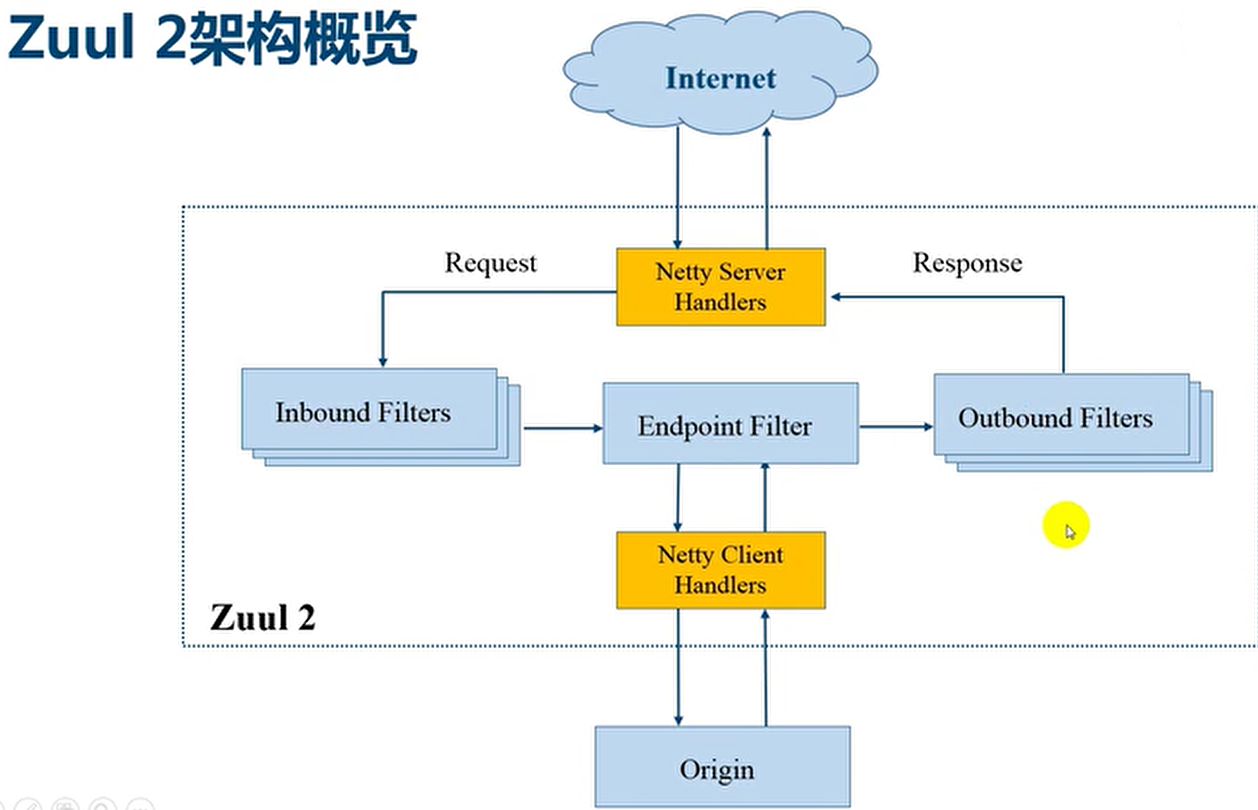 Zuul 2架构概览
Internet
Request
Netty Server
Handlers
Response
Inbound Filters
Endpoint Filter
Outbound Filters
Netty Client
Handlers
Zuul 2
Origin